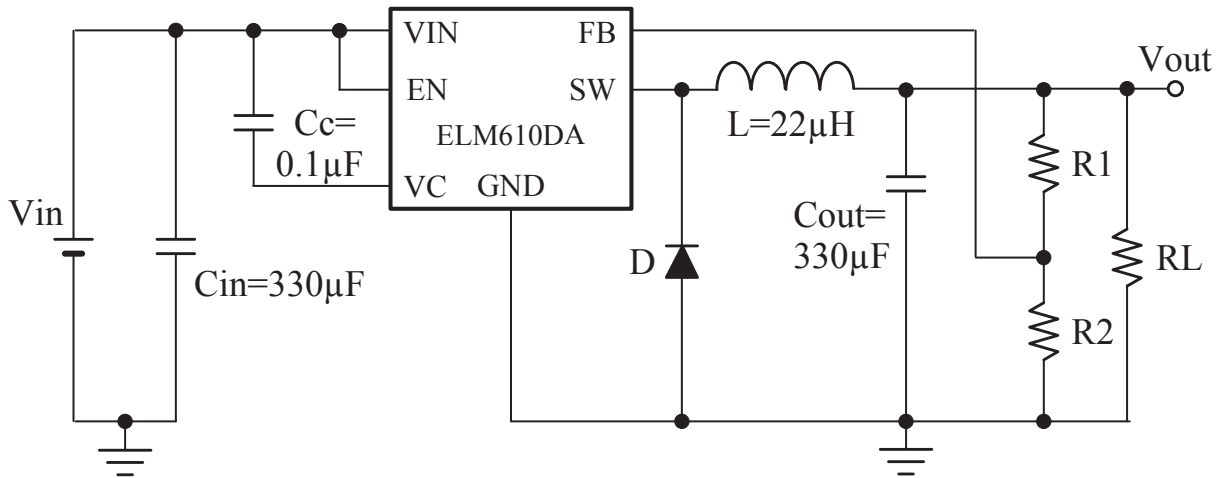 VIN
FB
EN
SW
ELM610DA
VC
GND
Cc=
0.1µF
Vin
Cin=330µF
D
L=22µH
Cout=
330µF
R1
R2
RL
Vout